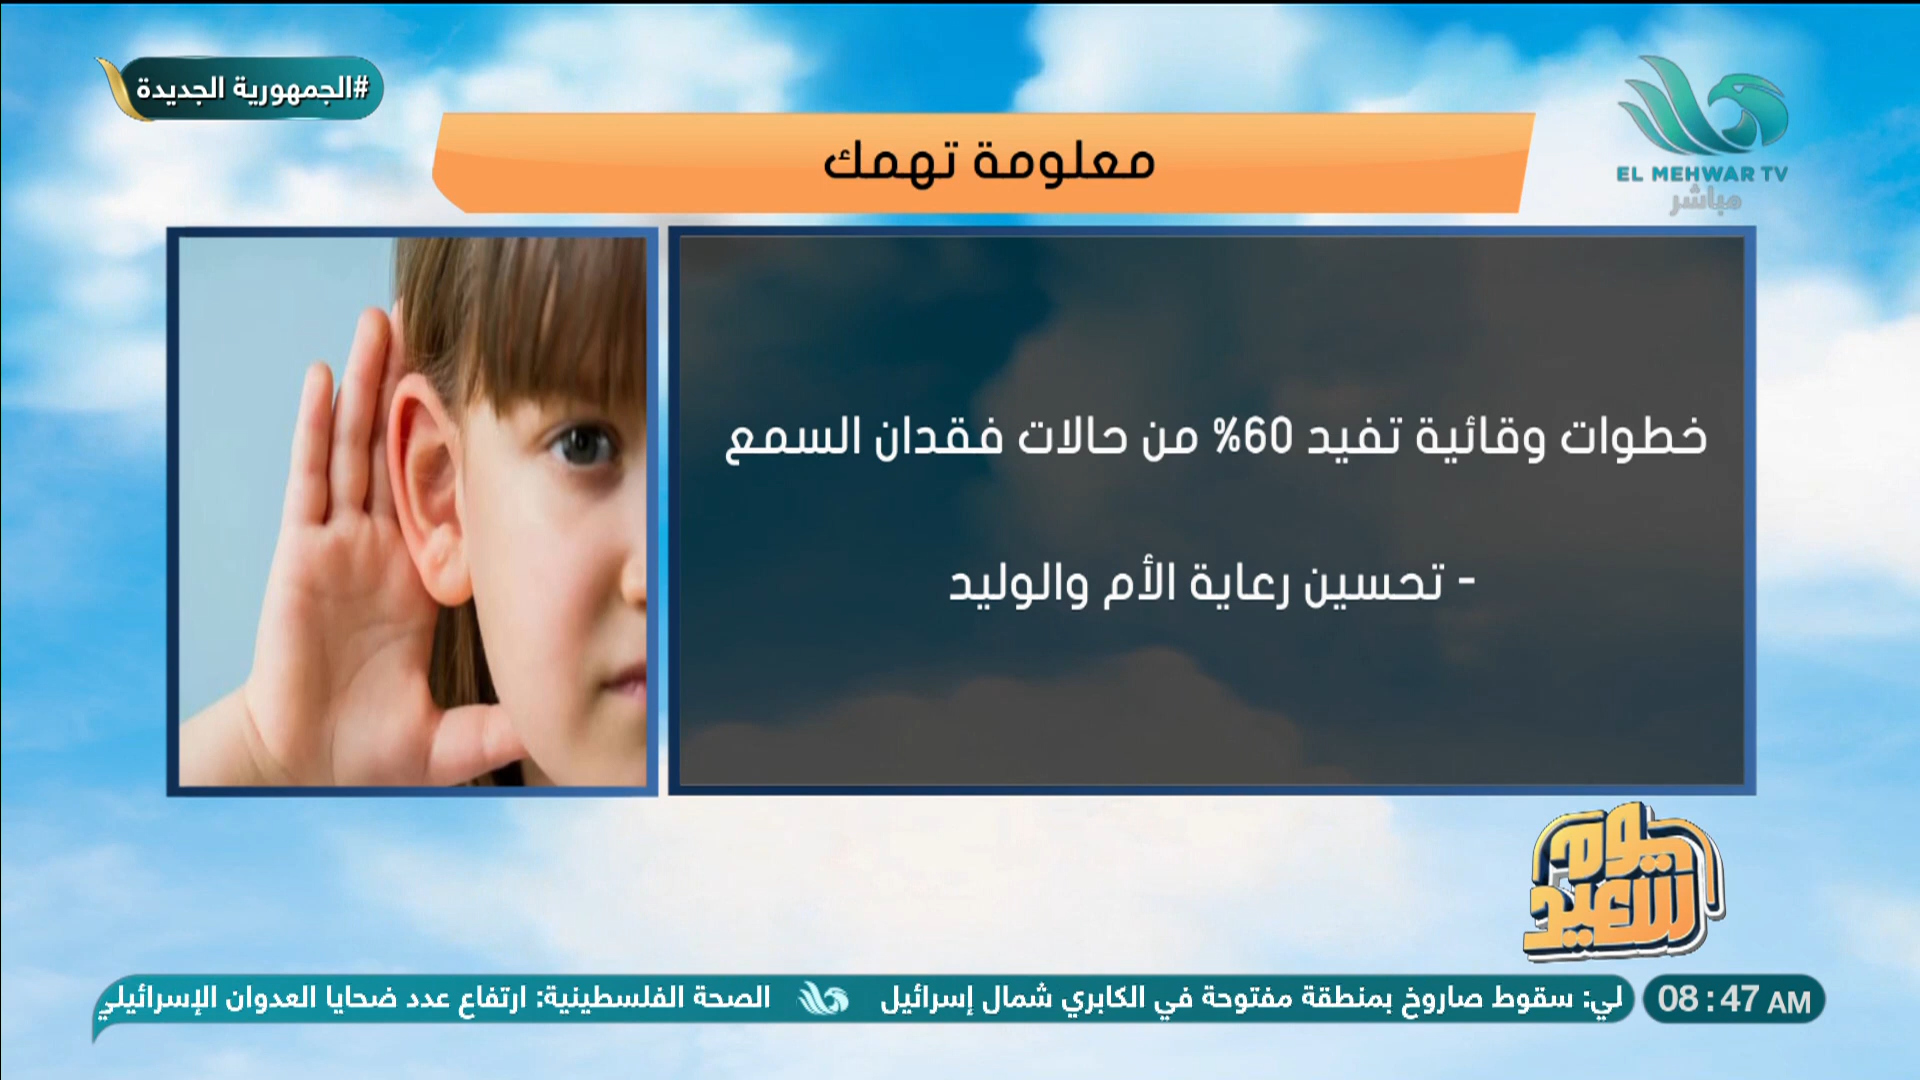 #الجمهورية الجديدة
EL MEHWAR TV
مباشر
معلومة تهمك
خطوات وقائية تفيد 60% من حالات فقدان السمع
- تحسين رعاية الأم والوليد
يوم سعيد
لي: سقوط صاروخ بمنطقة مفتوحة في الكابري شمال إسرائيل
الصحة الفلسطينية: ارتفاع عدد ضحايا العدوان الإسرائيلي
08:47 AM